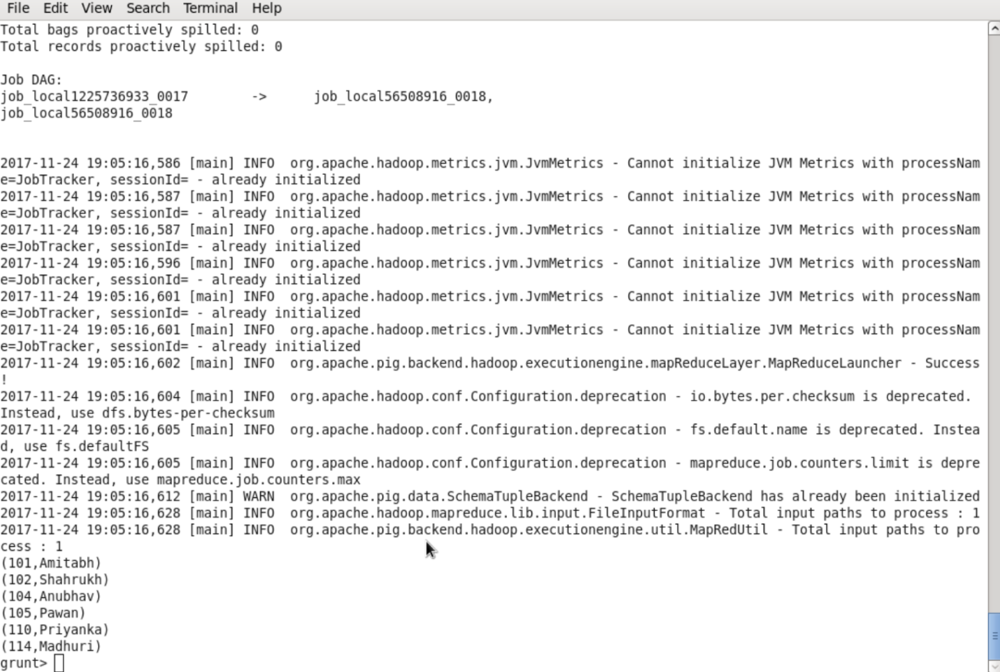 File Edit View Search Terminal Help
Total bags proactively spilled: 0
Total records proactively spilled: 0
Job DAG:
job_local1225736933_0017 -> job_local56508916_0018,
job_local56508916_0018
2017-11-24 19:05:16,586 [main] INFO org.apache.hadoop.metrics.jvm.JvmMetrics - Cannot initialize JVM Metrics with processNam
e=JobTracker, sessionId= - already initialized
2017-11-24 19:05:16,587 [main] INFO org.apache.hadoop.metrics.jvm.JvmMetrics - Cannot initialize JVM Metrics with processNam
e=JobTracker, sessionId= - already initialized
2017-11-24 19:05:16,587 [main] INFO org.apache.hadoop.metrics.jvm.JvmMetrics - Cannot initialize JVM Metrics with processNam
e=JobTracker, sessionId= - already initialized
2017-11-24 19:05:16,596 [main] INFO org.apache.hadoop.metrics.jvm.JvmMetrics - Cannot initialize JVM Metrics with processNam
e=JobTracker, sessionId= - already initialized
2017-11-24 19:05:16,601 [main] INFO org.apache.hadoop.metrics.jvm.JvmMetrics - Cannot initialize JVM Metrics with processNam
e=JobTracker, sessionId= - already initialized
2017-11-24 19:05:16,601 [main] INFO org.apache.hadoop.metrics.jvm.JvmMetrics - Cannot initialize JVM Metrics with processNam
e=JobTracker, sessionId= - already initialized
2017-11-24 19:05:16,602 [main] INFO org.apache.pig.backend.hadoop.executionengine.mapReduceLayer.MapReduceLauncher - Success
!
2017-11-24 19:05:16,604 [main] INFO org.apache.hadoop.conf.Configuration.deprecation - io.bytes.per.checksum is deprecated.
Instead, use dfs.bytes-per-checksum
2017-11-24 19:05:16,605 [main] INFO org.apache.hadoop.conf.Configuration.deprecation - fs.default.name is deprecated. Instea
d, use fs.defaultFS
2017-11-24 19:05:16,605 [main] INFO org.apache.hadoop.conf.Configuration.deprecation - mapreduce.job.counters.limit is depre
cated. Instead, use mapreduce.job.counters.max
2017-11-24 19:05:16,612 [main] WARN org.apache.pig.data.SchemaTupleBackend - SchemaTupleBackend has already been initialized
2017-11-24 19:05:16,628 [main] INFO org.apache.hadoop.mapreduce.lib.input.FileInputFormat - Total input paths to process : 1
2017-11-24 19:05:16,628 [main] INFO org.apache.pig.backend.hadoop.executionengine.util.MapRedUtil - Total input paths to pro
cess : 1
(101,Amitabh)
(102,Shahrukh)
(104,Anubhav)
(105,Pawan)
(110,Priyanka)
(114,Madhuri)
grunt>